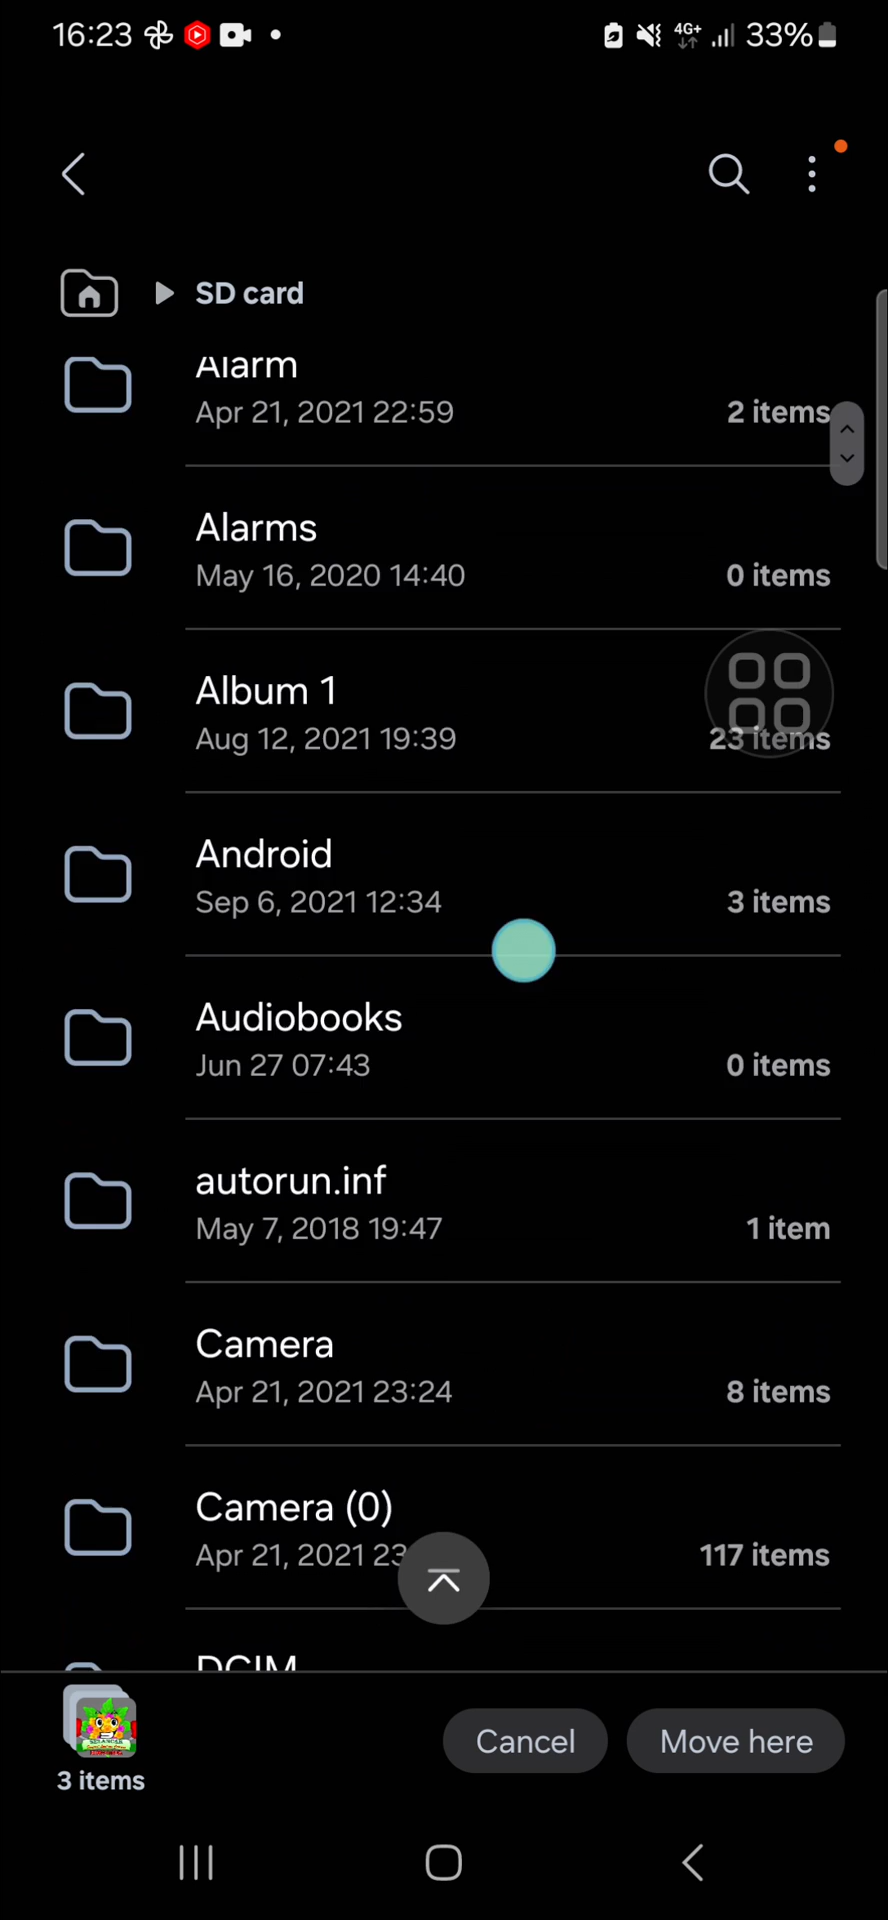 16:23
4G+
33%
SD card
Alarm
Apr 21, 2021 22:59
2 items
Alarms
May 16, 2020 14:40
0 items
Album 1
Aug 12, 2021 19:39
23 items
Android
Sep 6, 2021 12:34
3 items
Audiobooks
Jun 27 07:43
0 items
autorun.inf
May 7, 2018 19:47
1 item
Camera
Apr 21, 2021 23:24
8 items
Camera (0)
Apr 21, 2021 23
117 items
DCIM
3 items
Cancel
Move here